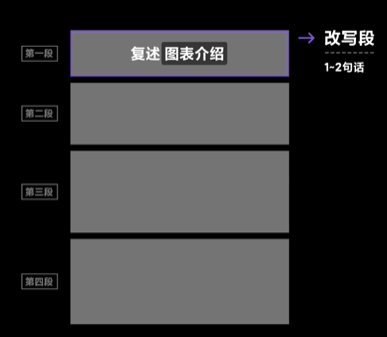 第一段
复述 图表介绍
→ 改写段
1~2句话
第二段
第三段
第四段